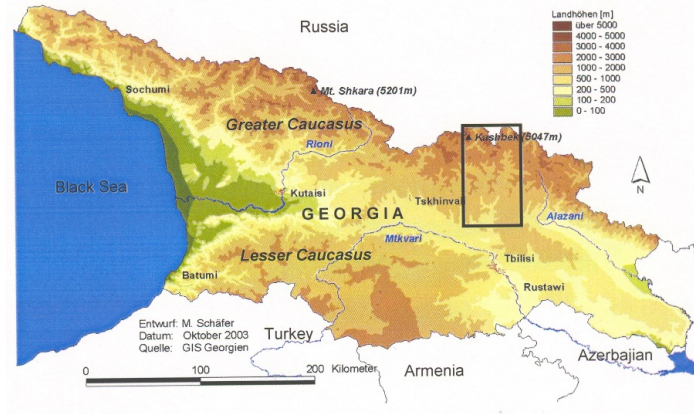 Russia
Landhöhen [m]
über 5000
4000 - 5000
3000 - 4000
2000 - 3000
1000 - 2000
500 - 1000
200 - 500
100 - 200
0 - 100
Sochumi
Mt. Shkara (5201m)
Greater Caucasus
Kashbek (5047m)
Rioni
N
Black Sea
Kutaisi
Tskhinvali
GEORGIA
Alazani
Mtkvari
Lesser Caucasus
Tbilisi
Batumi
Rustawi
Entwurf: M. Schäfer
Datum: Oktober 2003
Quelle: GIS Georgien
Turkey
Azerbajian
Armenia
0 100 200 Kilometer